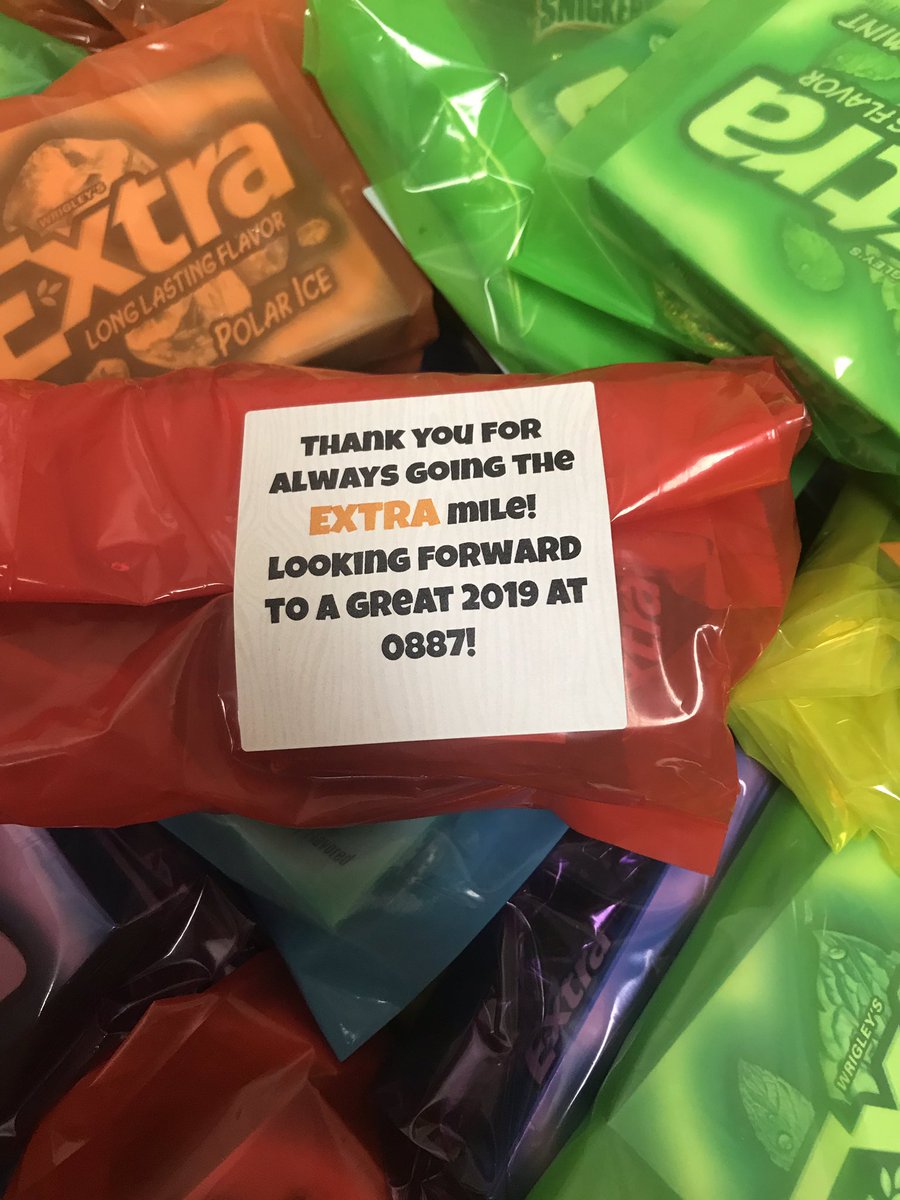 SNICKERS
MINT
FLAVOR
Extra
WRIGLEY'S
Extra
LONG LASTING FLAVOR
POLAR ICE
THANK YOU FOR
ALWAYS GOING THE
EXTRA MILE!
LOOKING FORWARD
TO A GREAT 2019 AT
0887!
Extra
WRIGLEY'S